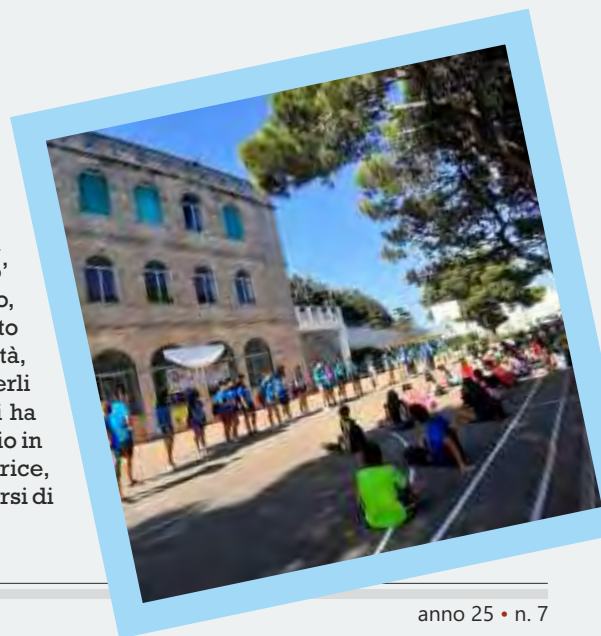 ,
o,
to
tà,
erli
i ha
io in
rice,
rsi di
anno 25 • n. 7